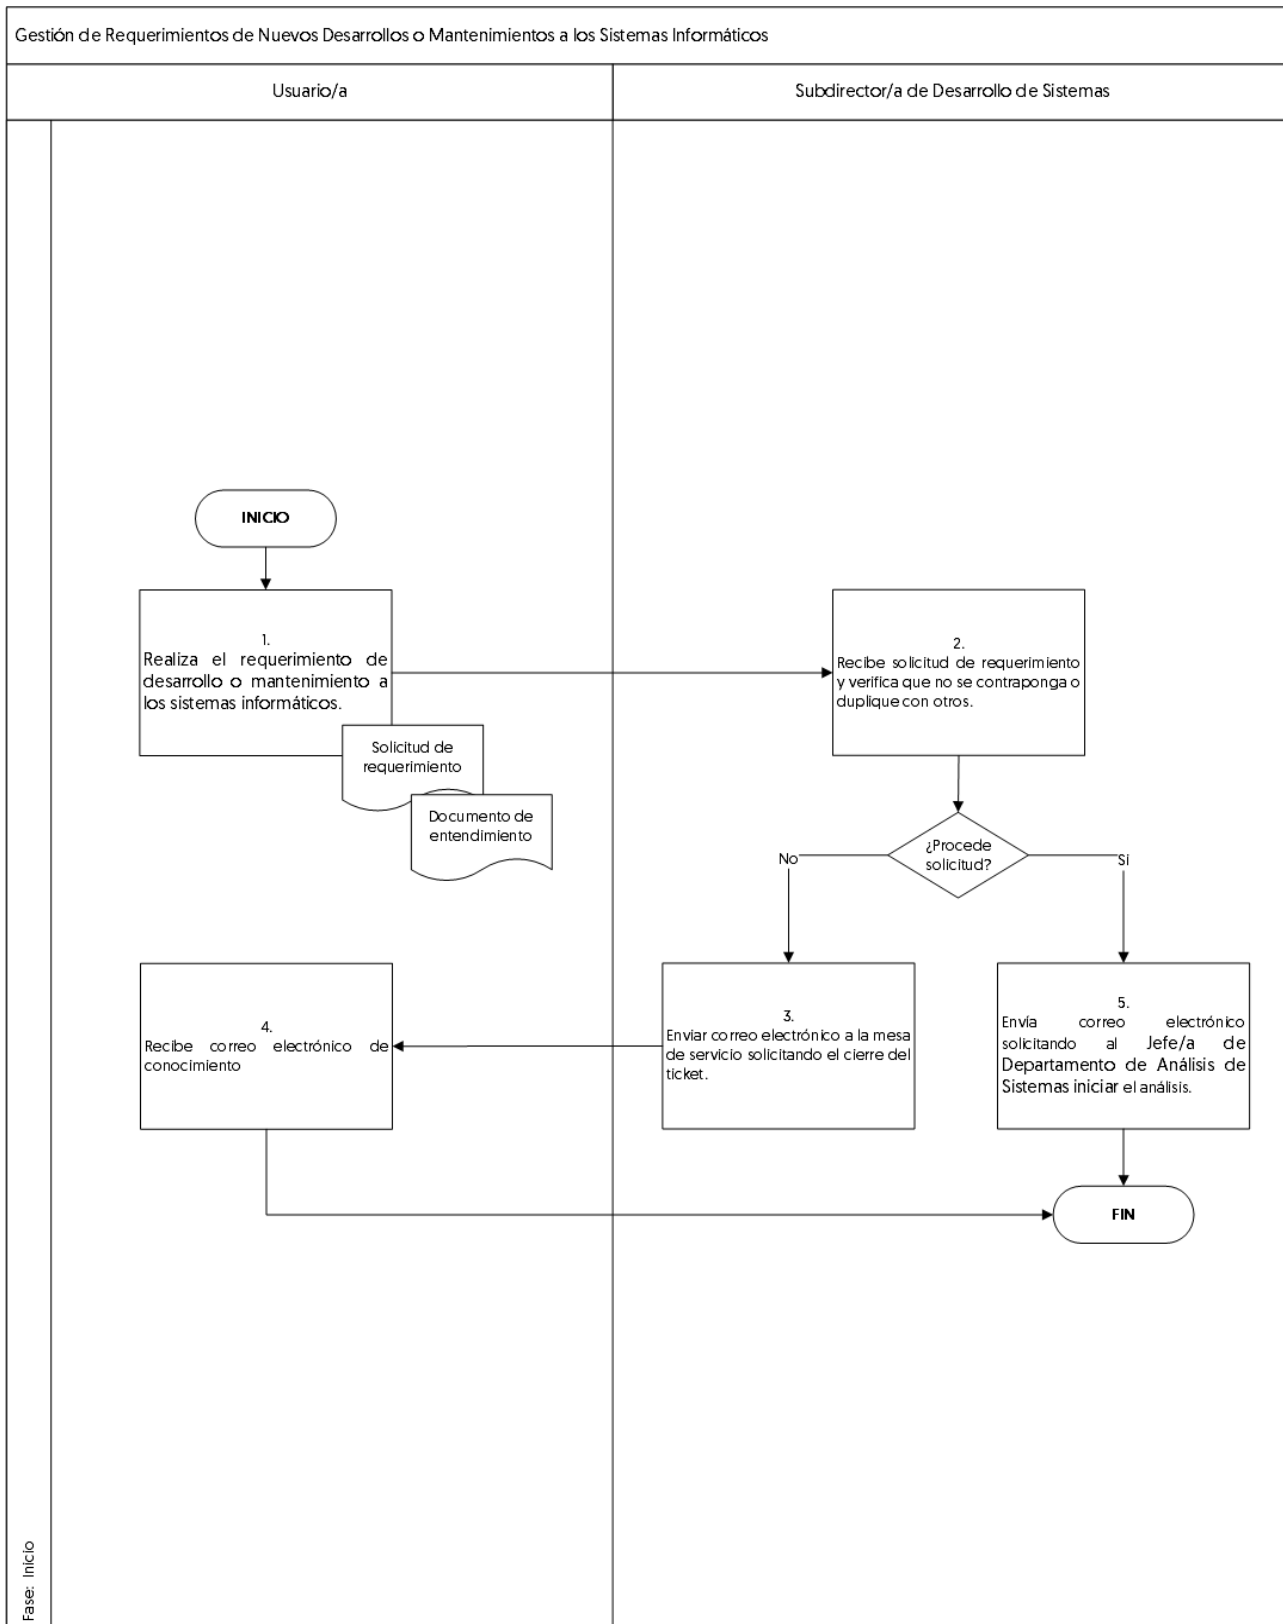 Gestión de Requerimientos de Nuevos Desarrollos o Mantenimientos a los Sistemas Informáticos
Usuario/a
Subdirector/a de Desarrollo de Sistemas
INICIO
1.
Realiza el requerimiento de
desarrollo o mantenimiento a
los sistemas informáticos.
Solicitud de
requerimiento
Documento de
entendimiento
2.
Recibe solicitud de requerimiento
y verifica que no se contraponga o
duplique con otros.
¿Procede
solicitud?
No
Sí
3.
Enviar correo electrónico a la mesa
de servicio solicitando el cierre del
ticket.
4.
Recibe correo electrónico de
conocimiento
5.
Envía correo electrónico
solicitando al Jefe/a de
Departamento de Análisis de
Sistemas iniciar el análisis.
FIN
Fase: Inicio